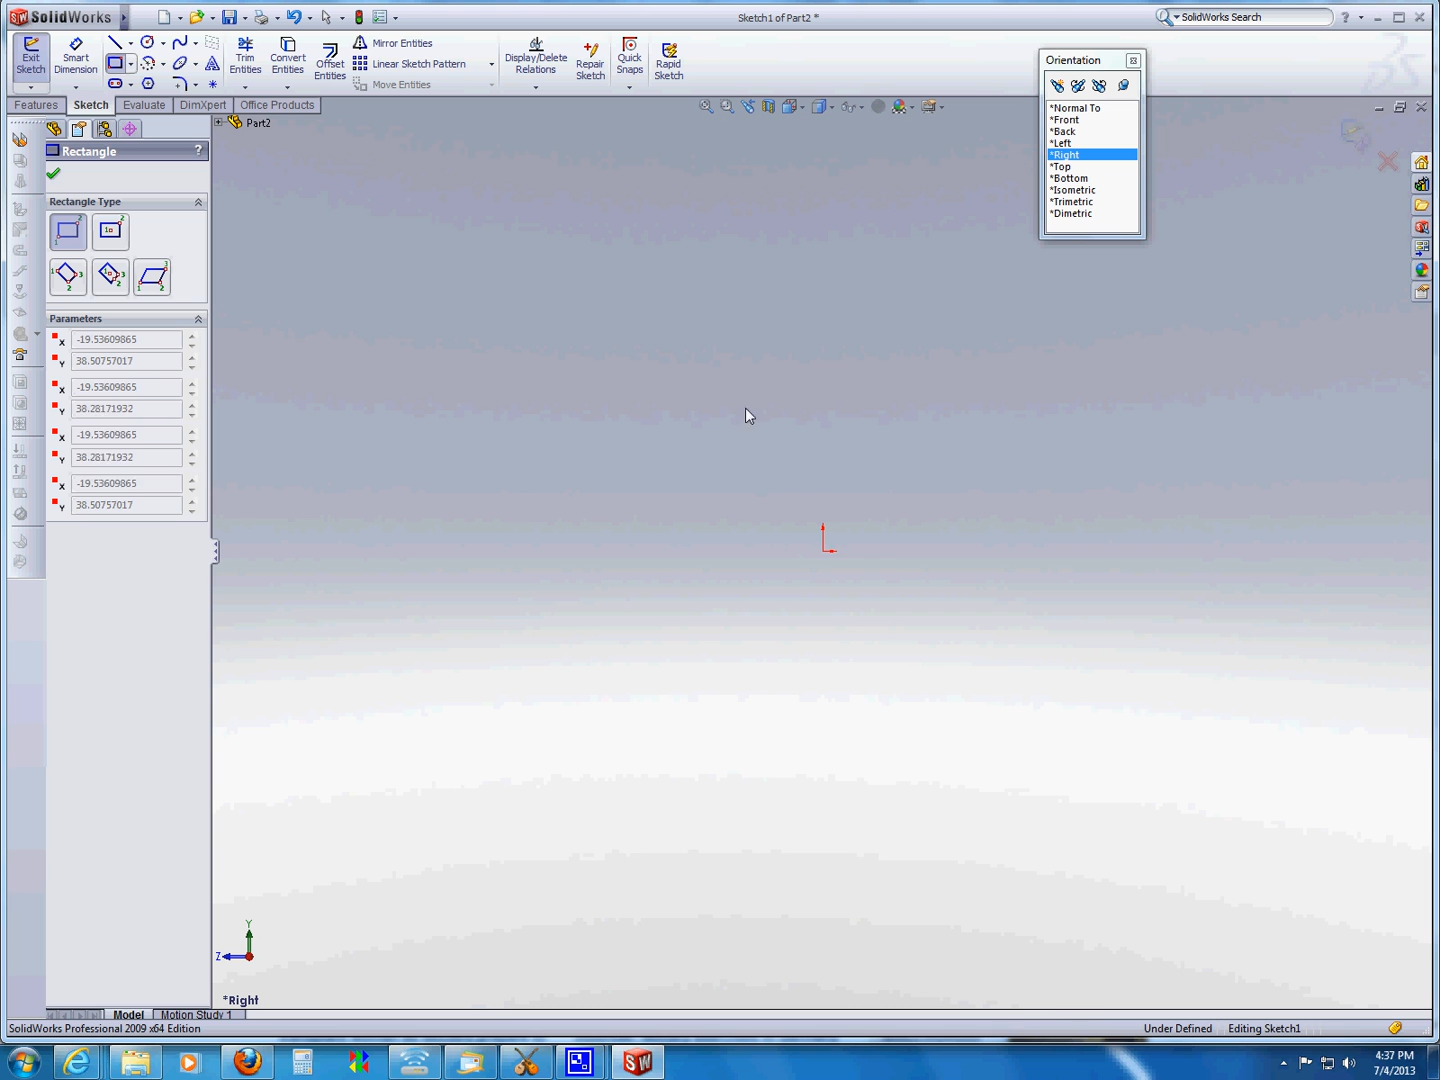 SolidWorks
Sketch1 of Part2 *
SolidWorks Search
Exit Sketch
Smart Dimension
Trim Entities
Convert Entities
Offset Entities
Mirror Entities
Linear Sketch Pattern
Move Entities
Display/Delete Relations
Repair Sketch
Quick Snaps
Rapid Sketch
Features
Sketch
Evaluate
DimXpert
Office Products
Orientation
*Normal To
*Front
*Back
*Left
*Right
*Top
*Bottom
*Isometric
*Trimetric
*Dimetric
Part2
Rectangle
?
Rectangle Type
Parameters
X -19.53609865
Y 38.50757017
X -19.53609865
Y 38.28171932
X -19.53609865
Y 38.28171932
X -19.53609865
Y 38.50757017
Y
Z
*Right
Model
Motion Study 1
SolidWorks Professional 2009 x64 Edition
Under Defined
Editing Sketch1
4:37 PM
7/4/2013